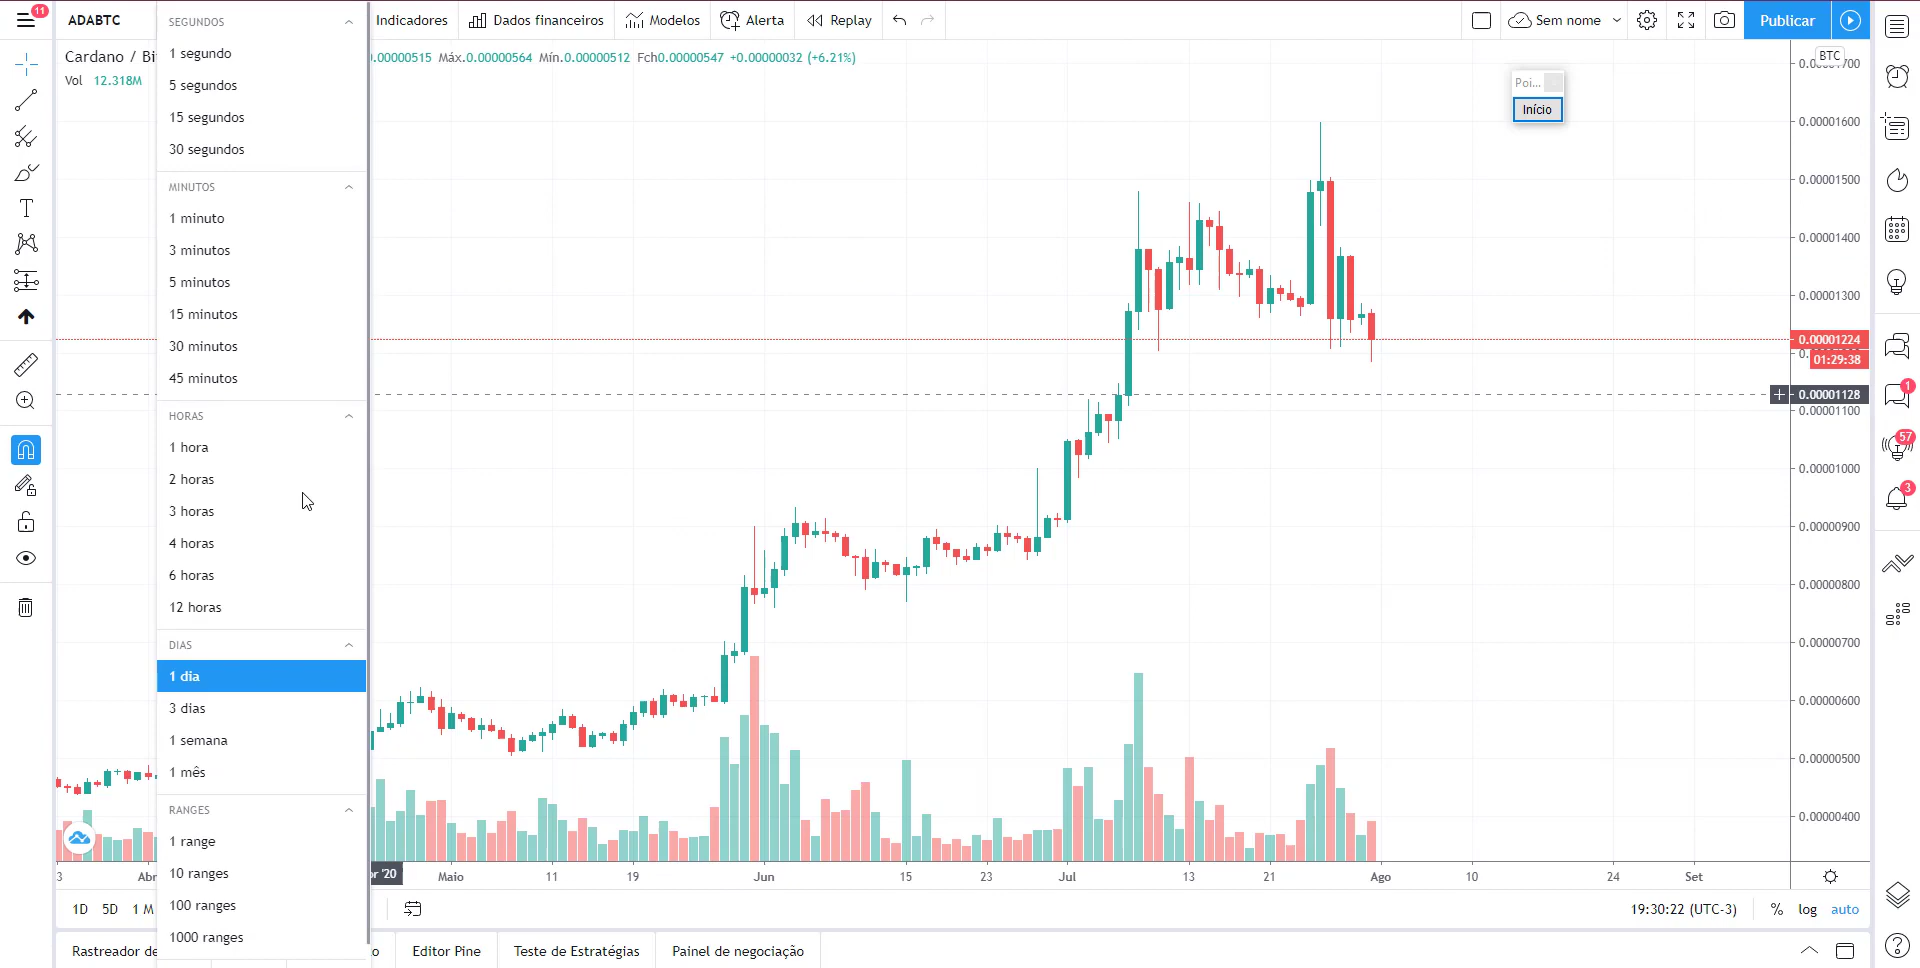 11
ADABTC
Indicadores
Dados financeiros
Modelos
Alerta
Replay
Sem nome
Publicar
Cardano / Bi
0.00000515 Máx.0.00000564 Mín.0.00000512 Fch0.00000547 +0.00000032 (+6.21%)
Vol 12.318M
SEGUNDOS
1 segundo
5 segundos
15 segundos
30 segundos
MINUTOS
1 minuto
3 minutos
5 minutos
15 minutos
30 minutos
45 minutos
HORAS
1 hora
2 horas
3 horas
4 horas
6 horas
12 horas
DIAS
1 dia
3 dias
1 semana
1 mês
RANGES
1 range
10 ranges
100 ranges
1000 ranges
Poi...
Início
BTC
0.00001600
0.00001500
0.00001400
0.00001300
0.00001224
01:29:38
0.00001128
0.00001100
0.00001000
0.00000900
0.00000800
0.00000700
0.00000600
0.00000500
0.00000400
1
57
3
3
Abr
r '20
Maio
11
19
Jun
15
23
Jul
13
21
Ago
10
24
Set
1D 5D 1 M
19:30:22 (UTC-3)
% log auto
Rastreador de
o
Editor Pine
Teste de Estratégias
Painel de negociação